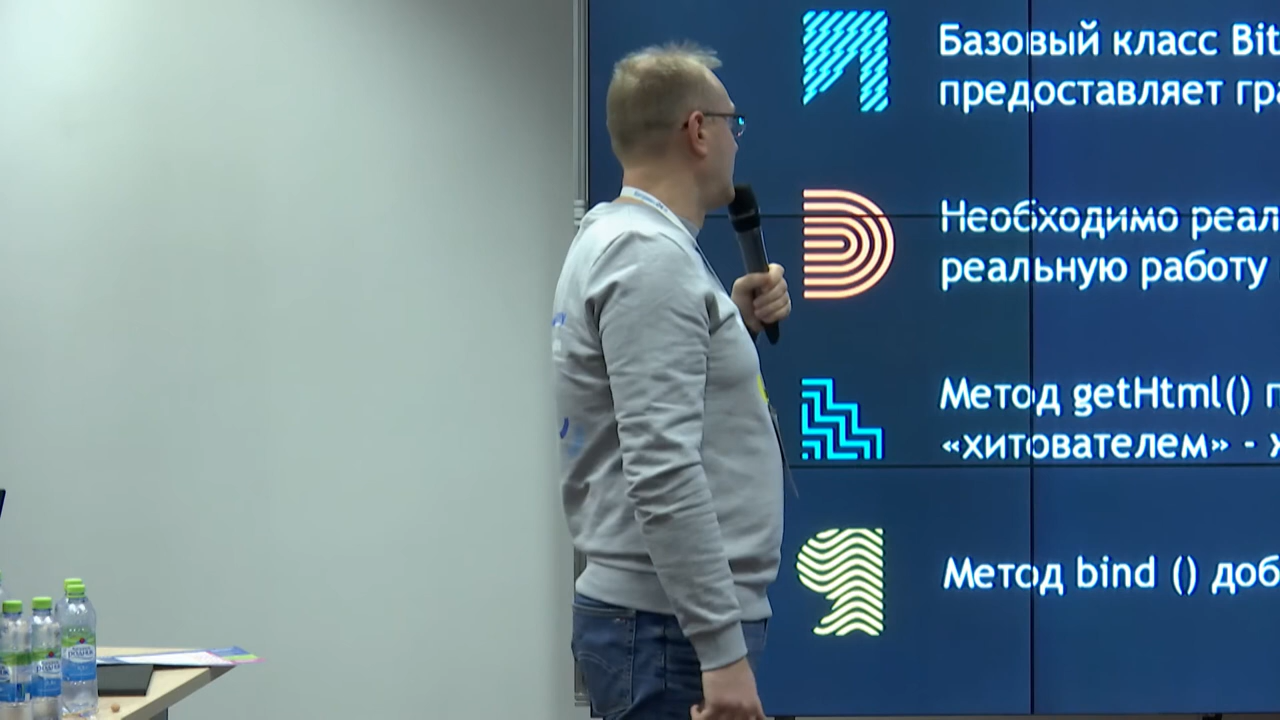 Базовый класс Bit
предоставляет гра
Необходимо реал
реальную работу
Метод getHtml() п
«хитователем» - х
Метод bind () доб